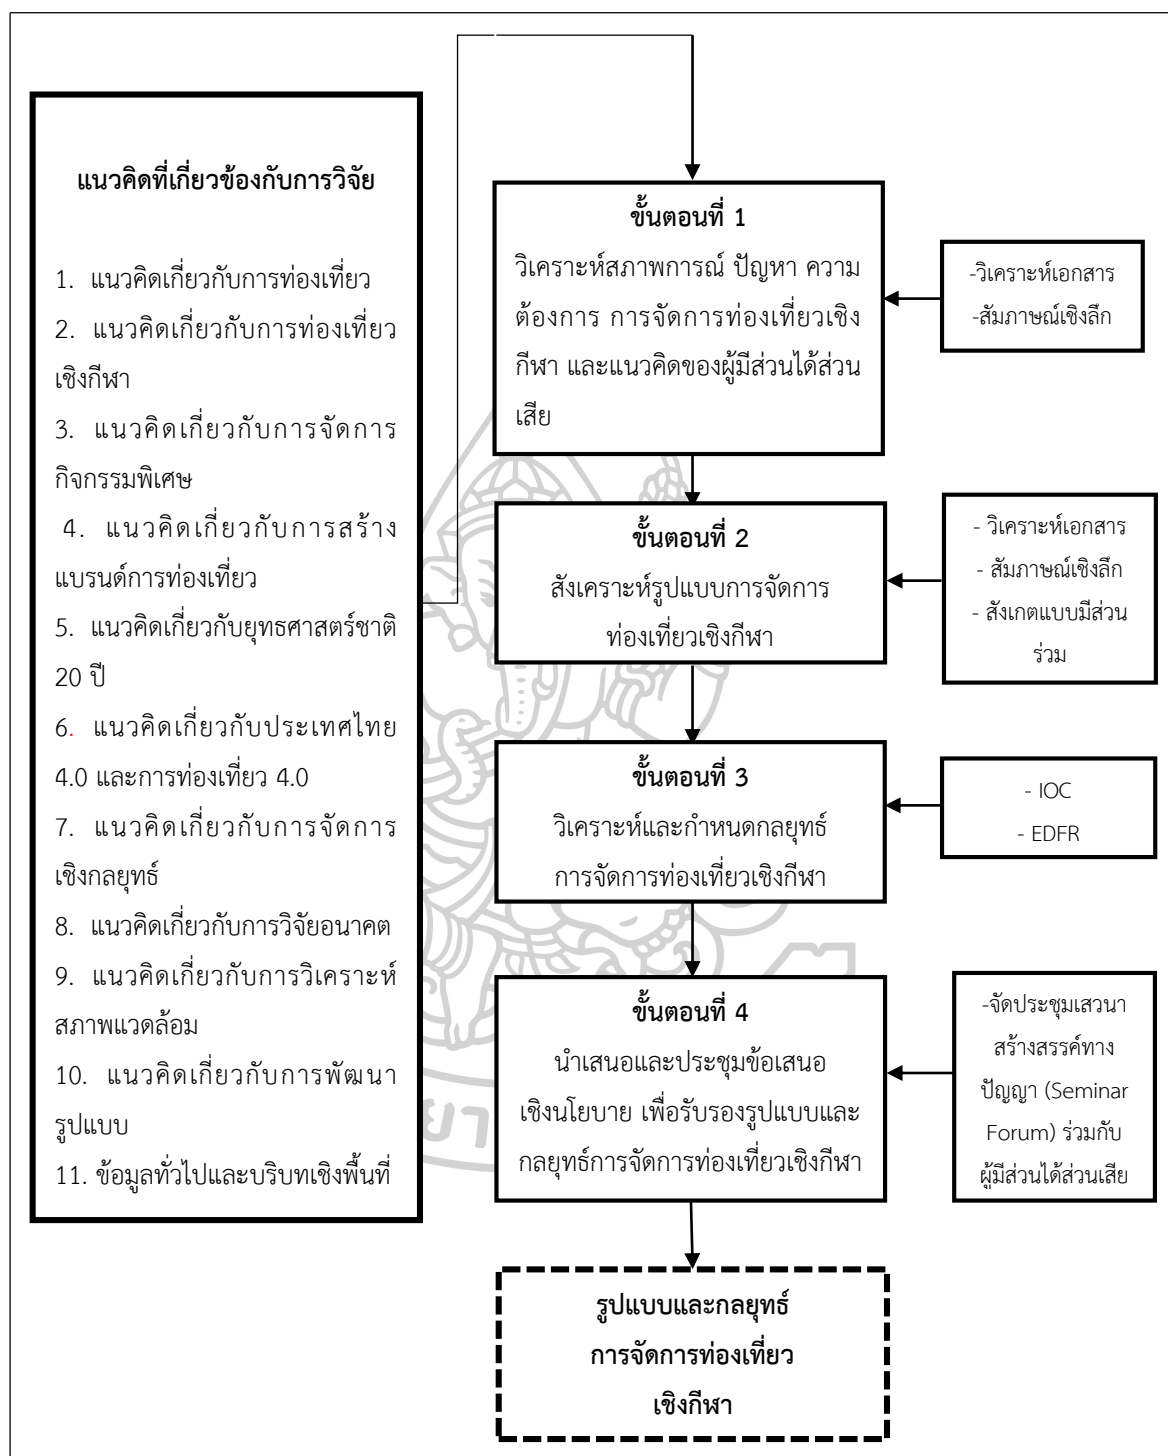 แนวคิดที่เกี่ยวข้องกับการวิจัย
1. แนวคิดเกี่ยวกับการท่องเที่ยว
2. แนวคิดเกี่ยวกับการท่องเที่ยว
เชิงกีฬา
3. แนวคิดเกี่ยวกับการจัดการ
กิจกรรมพิเศษ
4. แนวคิดเกี่ยวกับการสร้าง
แบรนด์การท่องเที่ยว
5. แนวคิดเกี่ยวกับยุทธศาสตร์ชาติ
20 ปี
6. แนวคิดเกี่ยวกับประเทศไทย
4.0 และการท่องเที่ยว 4.0
7. แนวคิดเกี่ยวกับการจัดการ
เชิงกลยุทธ์
8. แนวคิดเกี่ยวกับการวิจัยอนาคต
9. แนวคิดเกี่ยวกับการวิเคราะห์
สภาพแวดล้อม
10. แนวคิดเกี่ยวกับการพัฒนา
รูปแบบ
11. ข้อมูลทั่วไปและบริบทเชิงพื้นที่
ขั้นตอนที่ 1
วิเคราะห์สภาพการณ์ ปัญหา ความ
ต้องการ การจัดการท่องเที่ยวเชิง
กีฬา และแนวคิดของผู้มีส่วนได้ส่วน
เสีย
-วิเคราะห์เอกสาร
-สัมภาษณ์เชิงลึก
ขั้นตอนที่ 2
สังเคราะห์รูปแบบการจัดการ
ท่องเที่ยวเชิงกีฬา
- วิเคราะห์เอกสาร
- สัมภาษณ์เชิงลึก
- สังเกตแบบมีส่วน
ร่วม
ขั้นตอนที่ 3
วิเคราะห์และกำหนดกลยุทธ์
การจัดการท่องเที่ยวเชิงกีฬา
- IOC
- EDFR
ขั้นตอนที่ 4
นำเสนอและประชุมข้อเสนอ
เชิงนโยบาย เพื่อรับรองรูปแบบและ
กลยุทธ์การจัดการท่องเที่ยวเชิงกีฬา
-จัดประชุมเสวนา
สร้างสรรค์ทาง
ปัญญา (Seminar
Forum) ร่วมกับ
ผู้มีส่วนได้ส่วนเสีย
รูปแบบและกลยุทธ์
การจัดการท่องเที่ยว
เชิงกีฬา